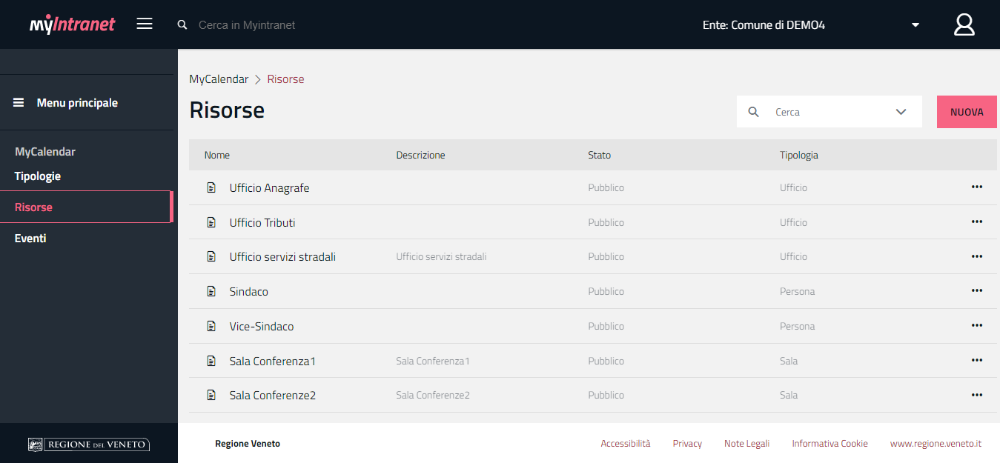 myIntranet
Cerca in Myintranet
Ente: Comune di DEMO4
Menu principale
MyCalendar
Tipologie
Risorse
Eventi
REGIONE DEL VENETO
MyCalendar > Risorse
Risorse
Cerca
NUOVA
Nome Descrizione Stato Tipologia
Ufficio Anagrafe Pubblico Ufficio
Ufficio Tributi Pubblico Ufficio
Ufficio servizi stradali Ufficio servizi stradali Pubblico Ufficio
Sindaco Pubblico Persona
Vice-Sindaco Pubblico Persona
Sala Conferenza1 Sala Conferenza1 Pubblico Sala
Sala Conferenze2 Sala Conferenze2 Pubblico Sala
Regione Veneto Accessibilità Privacy Note Legali Informativa Cookie www.regione.veneto.it